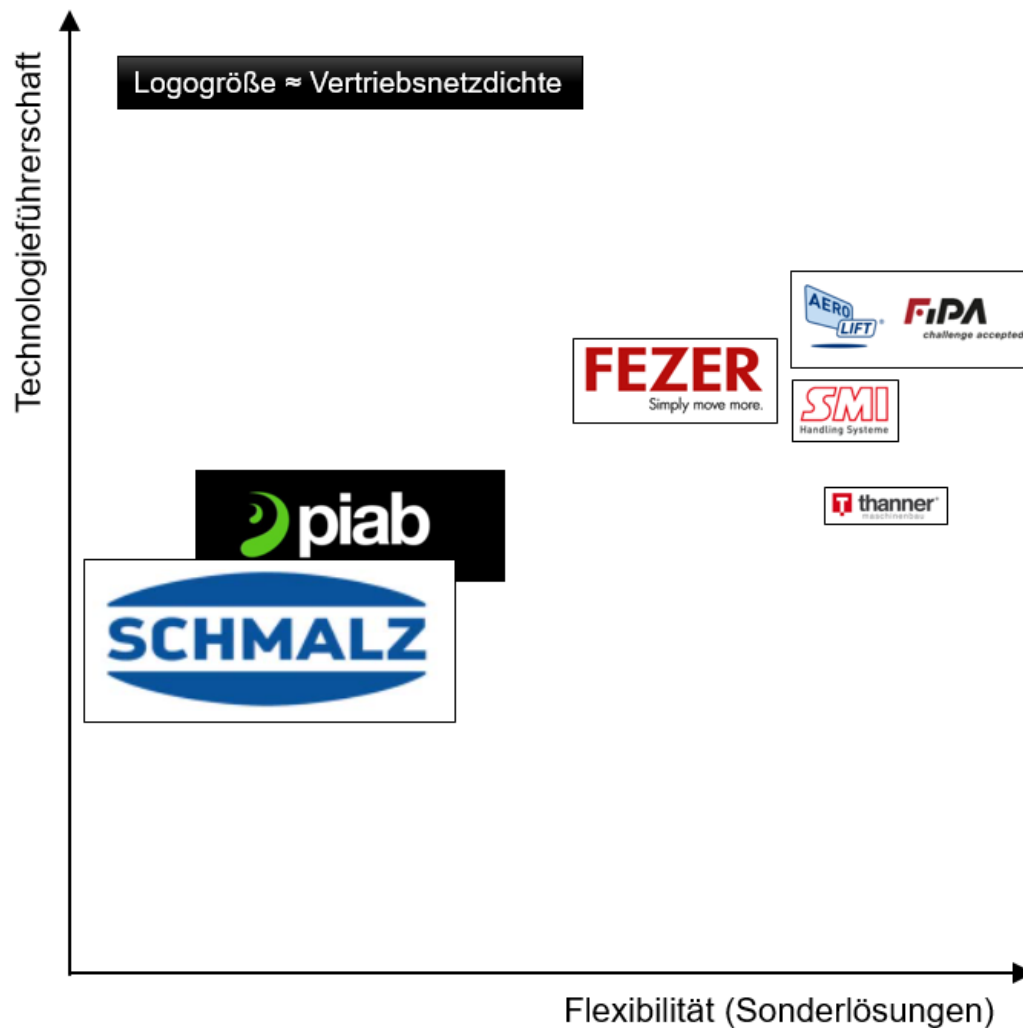 Technologieführerschaft
Logogröße ≈ Vertriebsnetzdichte
AERO
LIFT®
FiPA
challenge accepted
FEZER
Simply move more.
SMI
Handling Systeme
T thanner®
maschinenbau
piab
SCHMALZ
Flexibilität (Sonderlösungen)